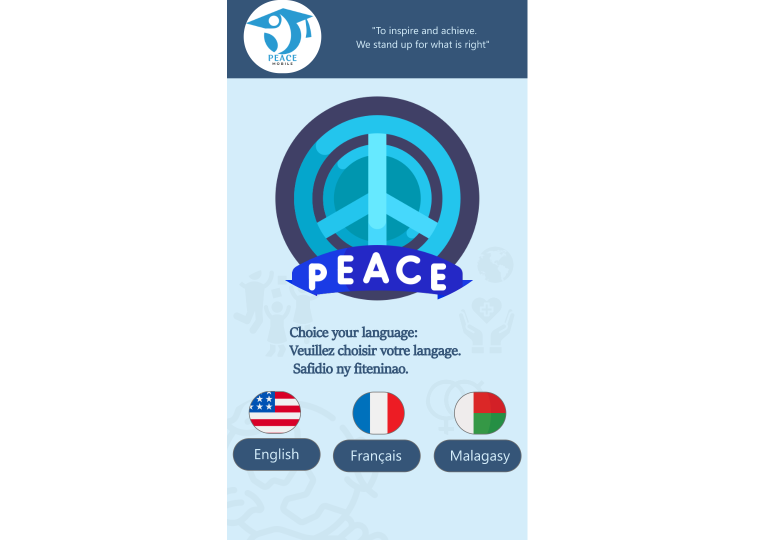 PEACE
MOBILE
"To inspire and achieve.
We stand up for what is right"
PEACE
Choice your language:
Veuillez choisir votre langage.
Safidio ny fiteninao.
English
Français
Malagasy